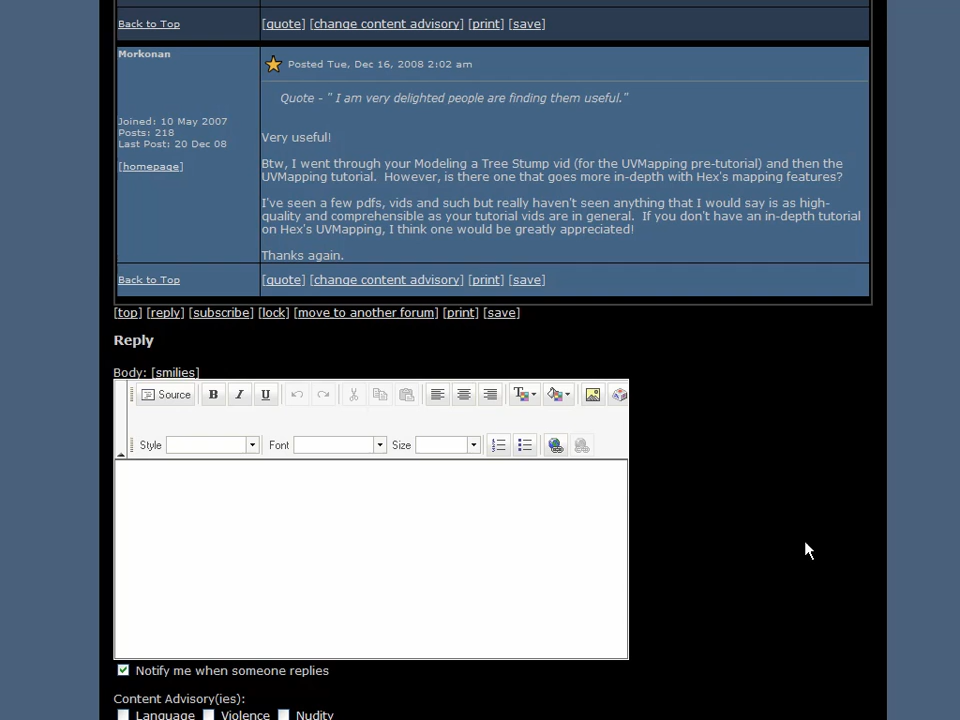 Back to Top [quote] [change content advisory] [print] [save]
Morkonan
Posted Tue, Dec 16, 2008 2:02 am
Quote - " I am very delighted people are finding them useful."
Joined: 10 May 2007
Posts: 218
Last Post: 20 Dec 08
[homepage]
Very useful!
Btw, I went through your Modeling a Tree Stump vid (for the UVMapping pre-tutorial) and then the
UVMapping tutorial.  However, is there one that goes more in-depth with Hex's mapping features?
I've seen a few pdfs, vids and such but really haven't seen anything that I would say is as high-
quality and comprehensible as your tutorial vids are in general.  If you don't have an in-depth tutorial
on Hex's UVMapping, I think one would be greatly appreciated!
Thanks again.
Back to Top [quote] [change content advisory] [print] [save]
[top] [reply] [subscribe] [lock] [move to another forum] [print] [save]
Reply
Body: [smilies]
Source B I U
Style Font Size
Notify me when someone replies
Content Advisory(ies):
Language Violence Nudity